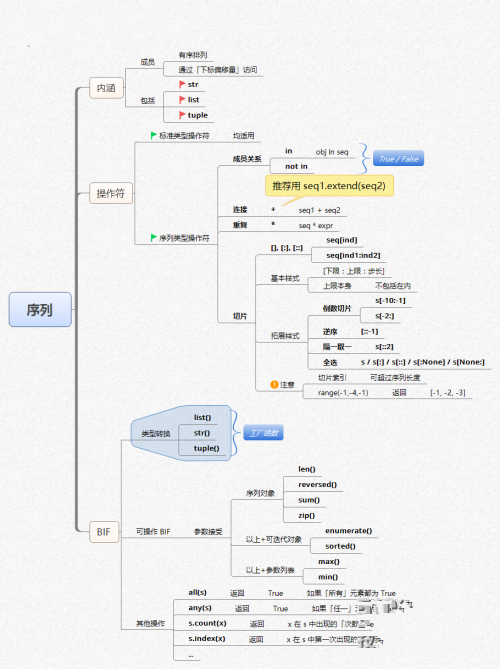 序列
内涵
成员
有序排列
通过「下标偏移量」访问
包括
str
list
tuple
操作符
标准类型操作符 均适用
序列类型操作符
成员关系
in obj in seq
not in
True / False
推荐用 seq1.extend(seq2)
连接 + seq1 + seq2
重复 * seq * expr
切片
[], [:], [::]
seq[ind]
seq[ind1:ind2]
基本样式
[下限:上限:步长]
上限本身 不包括在内
拓展样式
倒数切片
s[-10:-1]
s[-2:]
逆序 [::-1]
隔一取一 s[::2]
全选 s / s[:] / s[::] / s[:None] / s[None:]
注意
切片索引 可超过序列长度
range(-1,-4,-1) 返回 [-1, -2, -3]
BIF
类型转换
list()
str()
tuple()
工厂函数
可操作 BIF 参数接受
序列对象
len()
reversed()
sum()
zip()
以上+可迭代对象
enumerate()
sorted()
以上+参数列表
max()
min()
其他操作
all(s) 返回 True 如果「所有」元素都为 True
any(s) 返回 True 如果「任一」元素
s.count(x) 返回 x 在 s 中出现的「次数
s.index(x) 返回 x 在 s 中第一次出现的
...